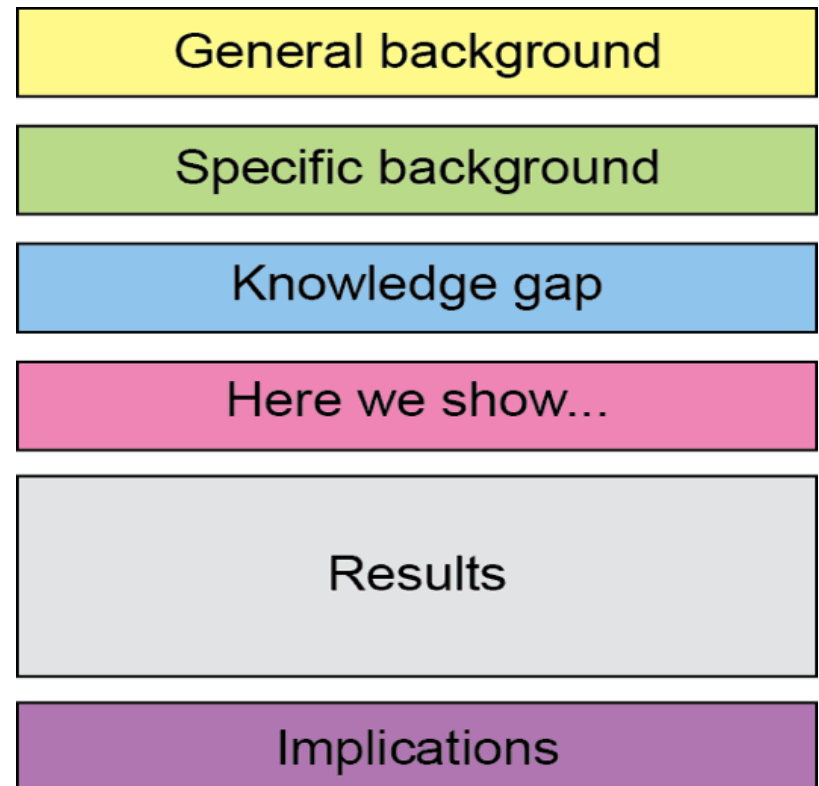 General background
Specific background
Knowledge gap
Here we show...
Results
Implications